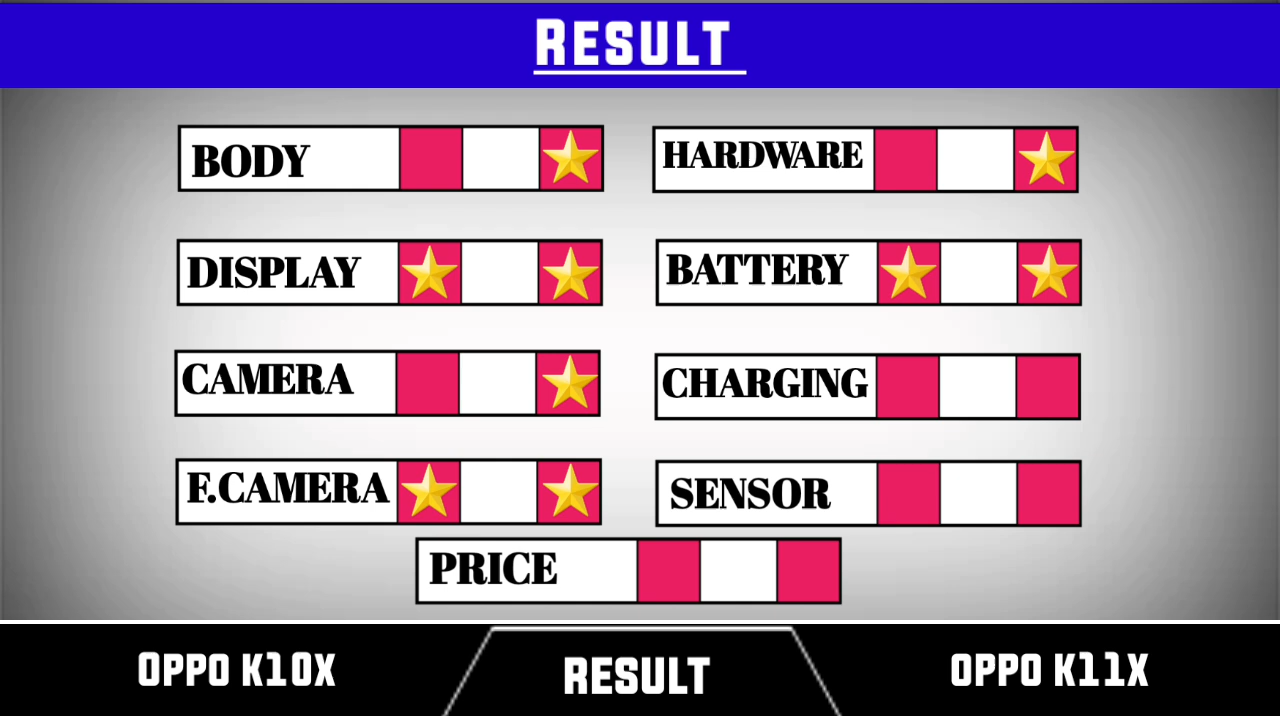 RESULT
BODY
HARDWARE
DISPLAY
BATTERY
CAMERA
CHARGING
F.CAMERA
SENSOR
PRICE
OPPO K10X
RESULT
OPPO K11X